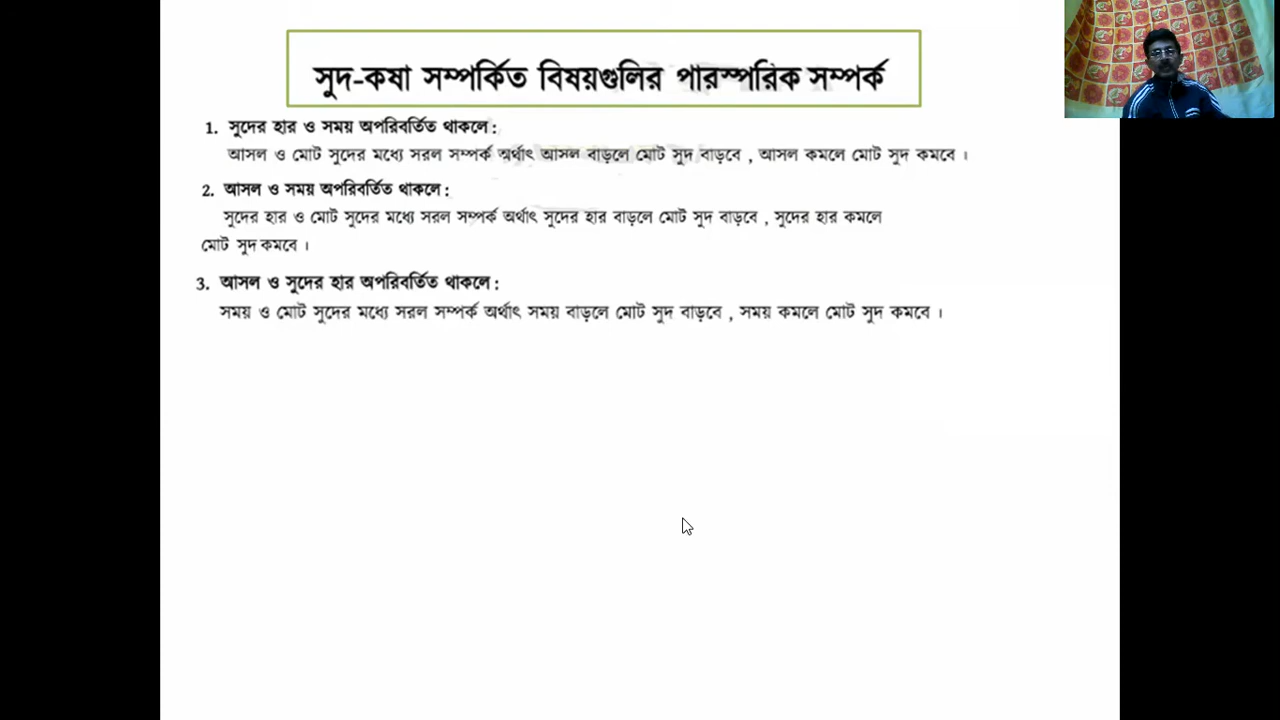 সুদ-কষা সম্পর্কিত বিষয়গুলির পারস্পরিক সম্পর্ক
1. সুদের হার ও সময় অপরিবর্তিত থাকলে :
আসল ও মোট সুদের মধ্যে সরল সম্পর্ক অর্থাৎ আসল বাড়লে মোট সুদ বাড়বে , আসল কমলে মোট সুদ কমবে ।
2. আসল ও সময় অপরিবর্তিত থাকলে :
সুদের হার ও মোট সুদের মধ্যে সরল সম্পর্ক অর্থাৎ সুদের হার বাড়লে মোট সুদ বাড়বে , সুদের হার কমলে
মোট সুদ কমবে ।
3. আসল ও সুদের হার অপরিবর্তিত থাকলে :
সময় ও মোট সুদের মধ্যে সরল সম্পর্ক অর্থাৎ সময় বাড়লে মোট সুদ বাড়বে , সময় কমলে মোট সুদ কমবে ।